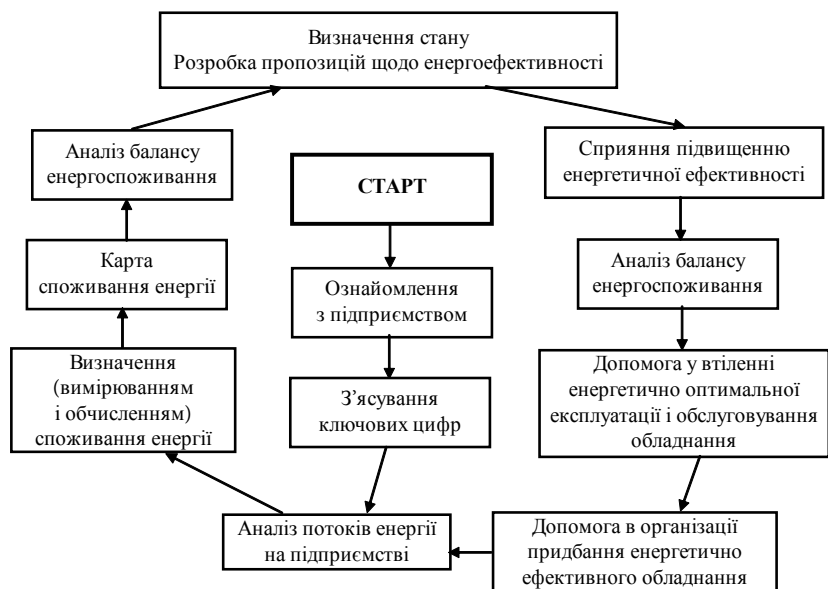 Визначення стану
Розробка пропозицій щодо енергоефективності
Аналіз балансу
енергоспоживання
СТАРТ
Сприяння підвищенню
енергетичної ефективності
Карта
споживання енергії
Ознайомлення
з підприємством
Аналіз балансу
енергоспоживання
Визначення
(вимірюванням
і обчисленням)
споживання енергії
З’ясування
ключових цифр
Допомога у втіленні
енергетично оптимальної
експлуатації і обслуговування
обладнання
Аналіз потоків енергії
на підприємстві
Допомога в організації
придбання енергетично
ефективного обладнання